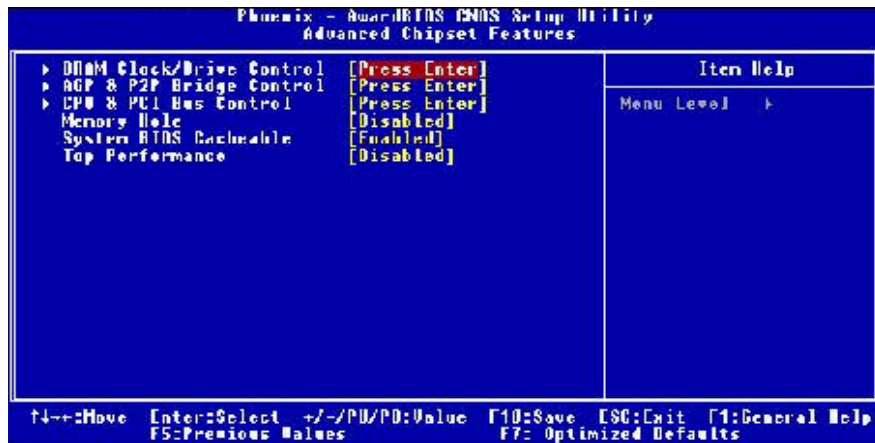 Phoenix - AwardBIOS CMOS Setup Utility
Advanced Chipset Features
DRAM Clock/Drive Control [Press Enter]
AGP & P2P Bridge Control [Press Enter]
CPU & PCI Bus Control [Press Enter]
Memory Hole [Disabled]
System BIOS Cacheable [Enabled]
Top Performance [Disabled]
Item Help
Menu Level ▸
↑↓→←:Move Enter:Select +/-/PU/PD:Value F10:Save ESC:Exit F1:General Help
F5:Previous Values F7: Optimized Defaults